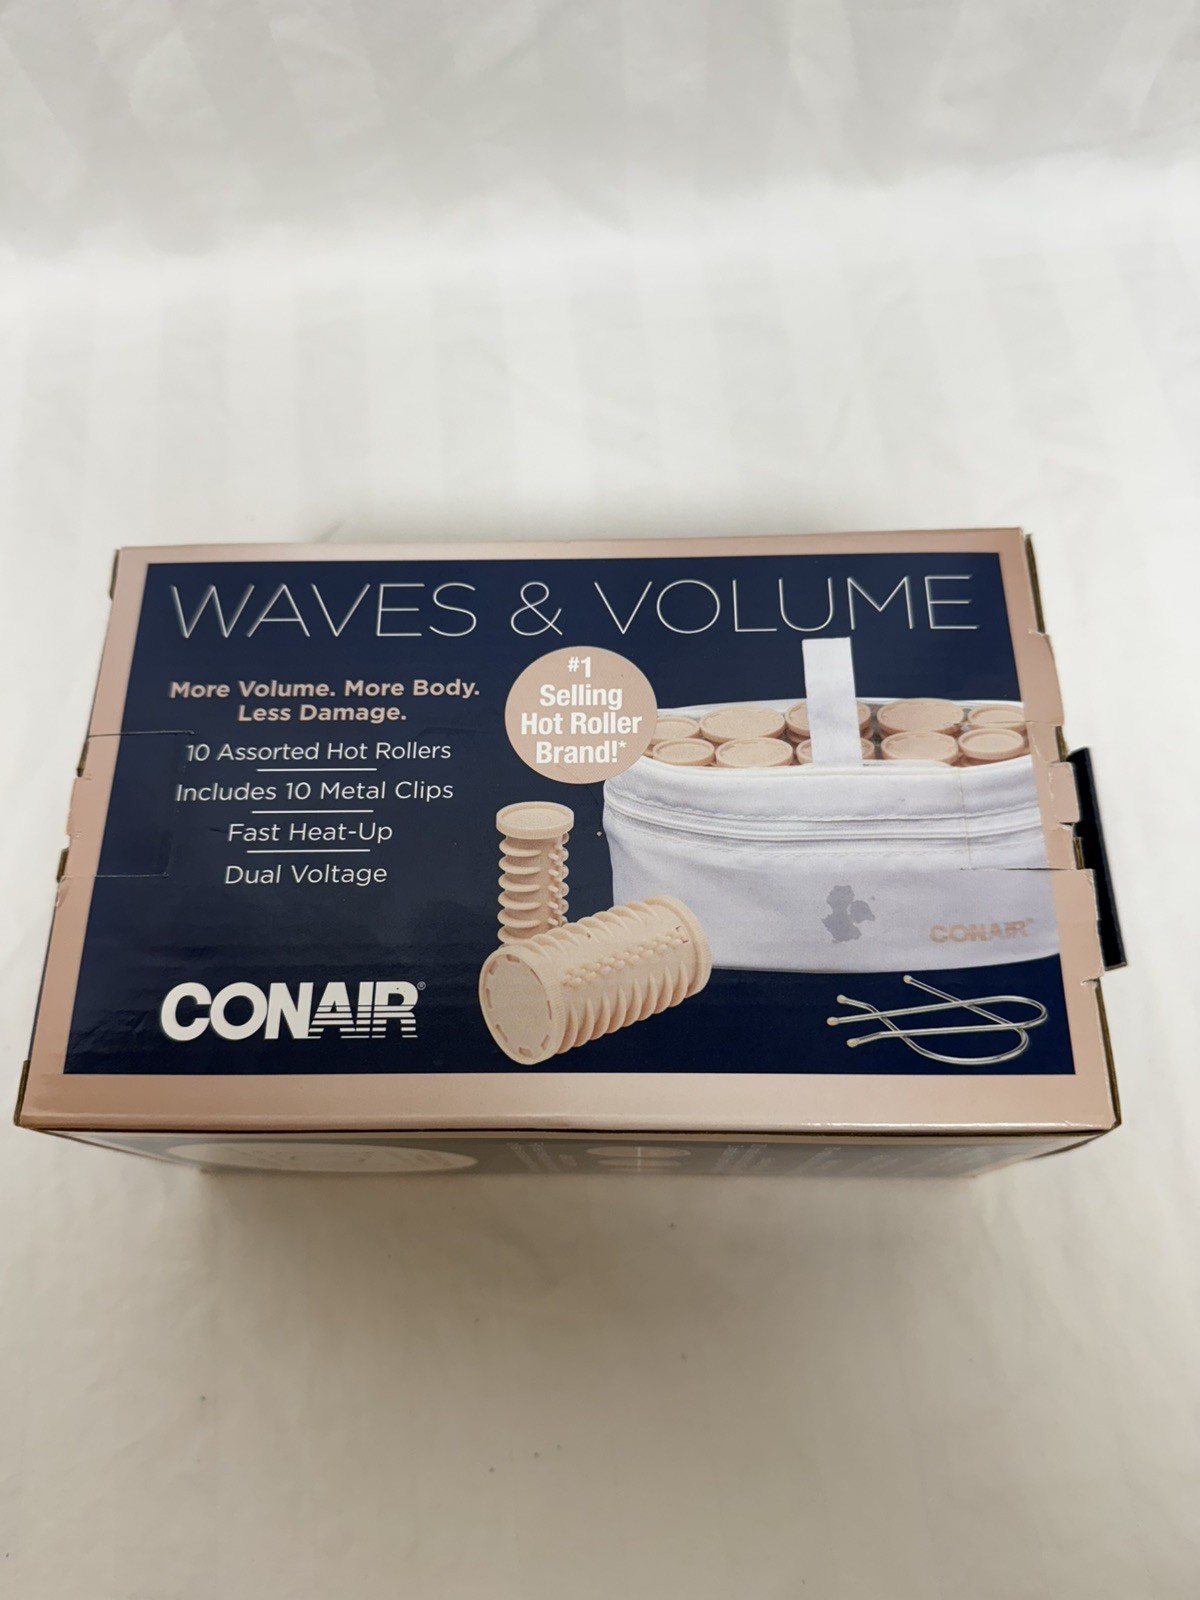 WAVES & VOLUME
More Volume. More Body.
Less Damage.
10 Assorted Hot Rollers
Includes 10 Metal Clips
Fast Heat-Up
Dual Voltage
#1
Selling
Hot Roller
Brand!*
CONAIR®
CONAIR®